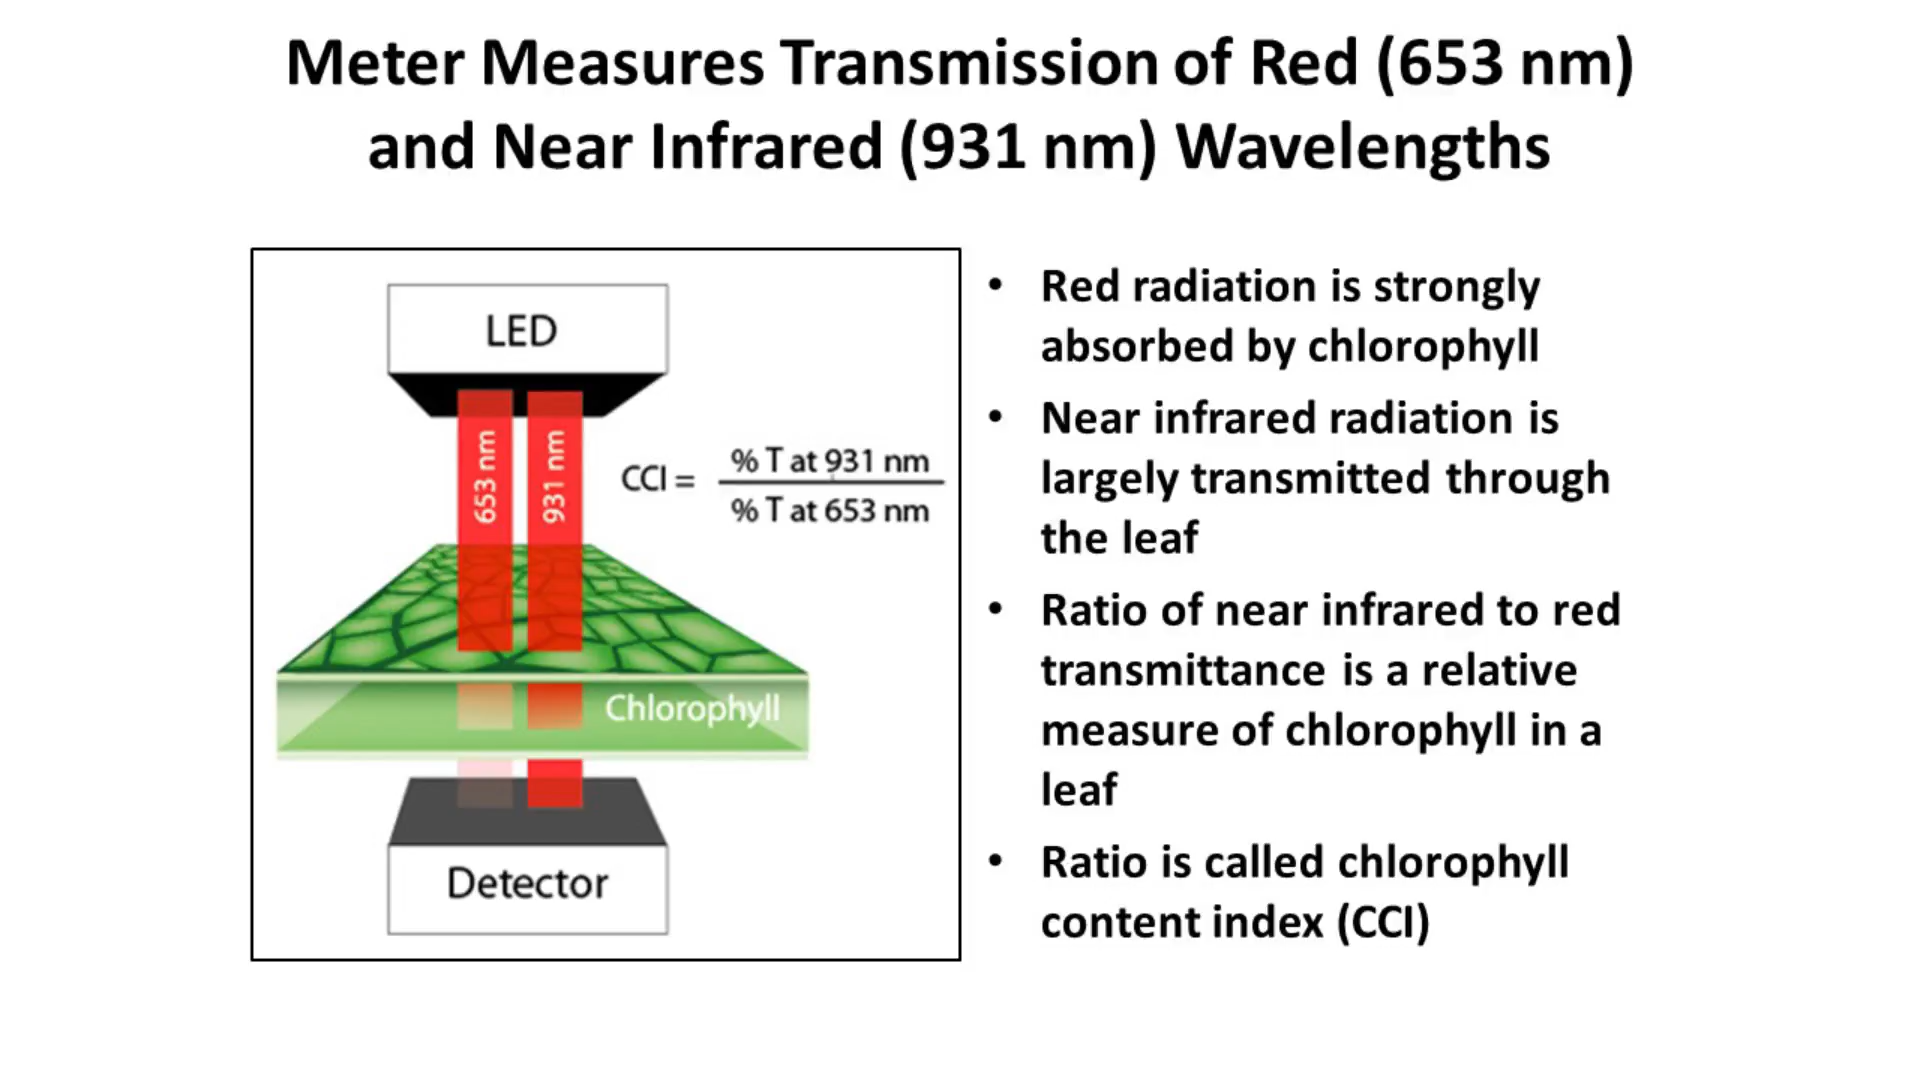 Meter Measures Transmission of Red (653 nm)
and Near Infrared (931 nm) Wavelengths
LED
653 nm
931 nm
CCI = % T at 931 nm
% T at 653 nm
Chlorophyll
Detector
• Red radiation is strongly
absorbed by chlorophyll
• Near infrared radiation is
largely transmitted through
the leaf
• Ratio of near infrared to red
transmittance is a relative
measure of chlorophyll in a
leaf
• Ratio is called chlorophyll
content index (CCI)